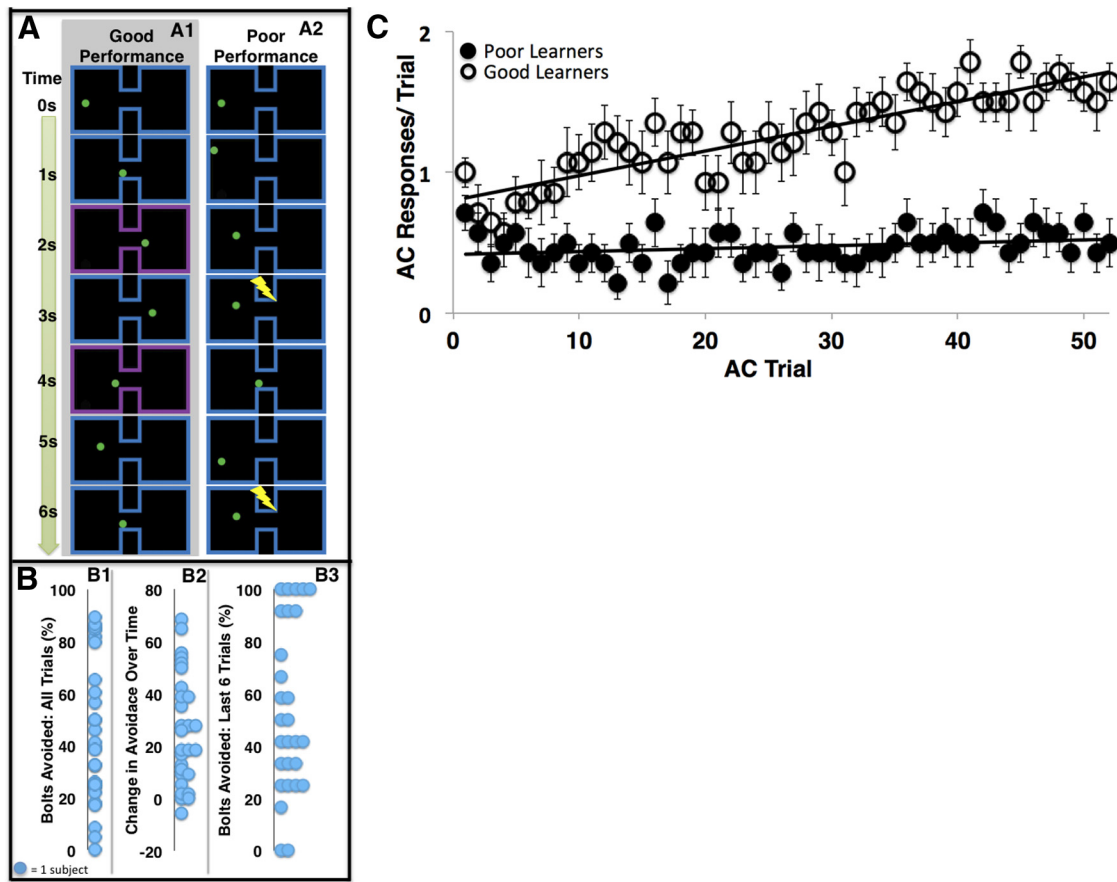 A
A1
A2
Good
Performance
Poor
Performance
Time
0s
1s
2s
3s
4s
5s
6s
B
B1
Bolts Avoided: All Trials (%)
100
80
60
40
20
0
= 1 subject
B2
Change in Avoidace Over Time
80
60
40
20
0
-20
B3
Bolts Avoided: Last 6 Trials (%)
100
80
60
40
20
0
C
Poor Learners
Good Learners
AC Responses/ Trial
2
1
0
0
10
20
30
40
50
AC Trial